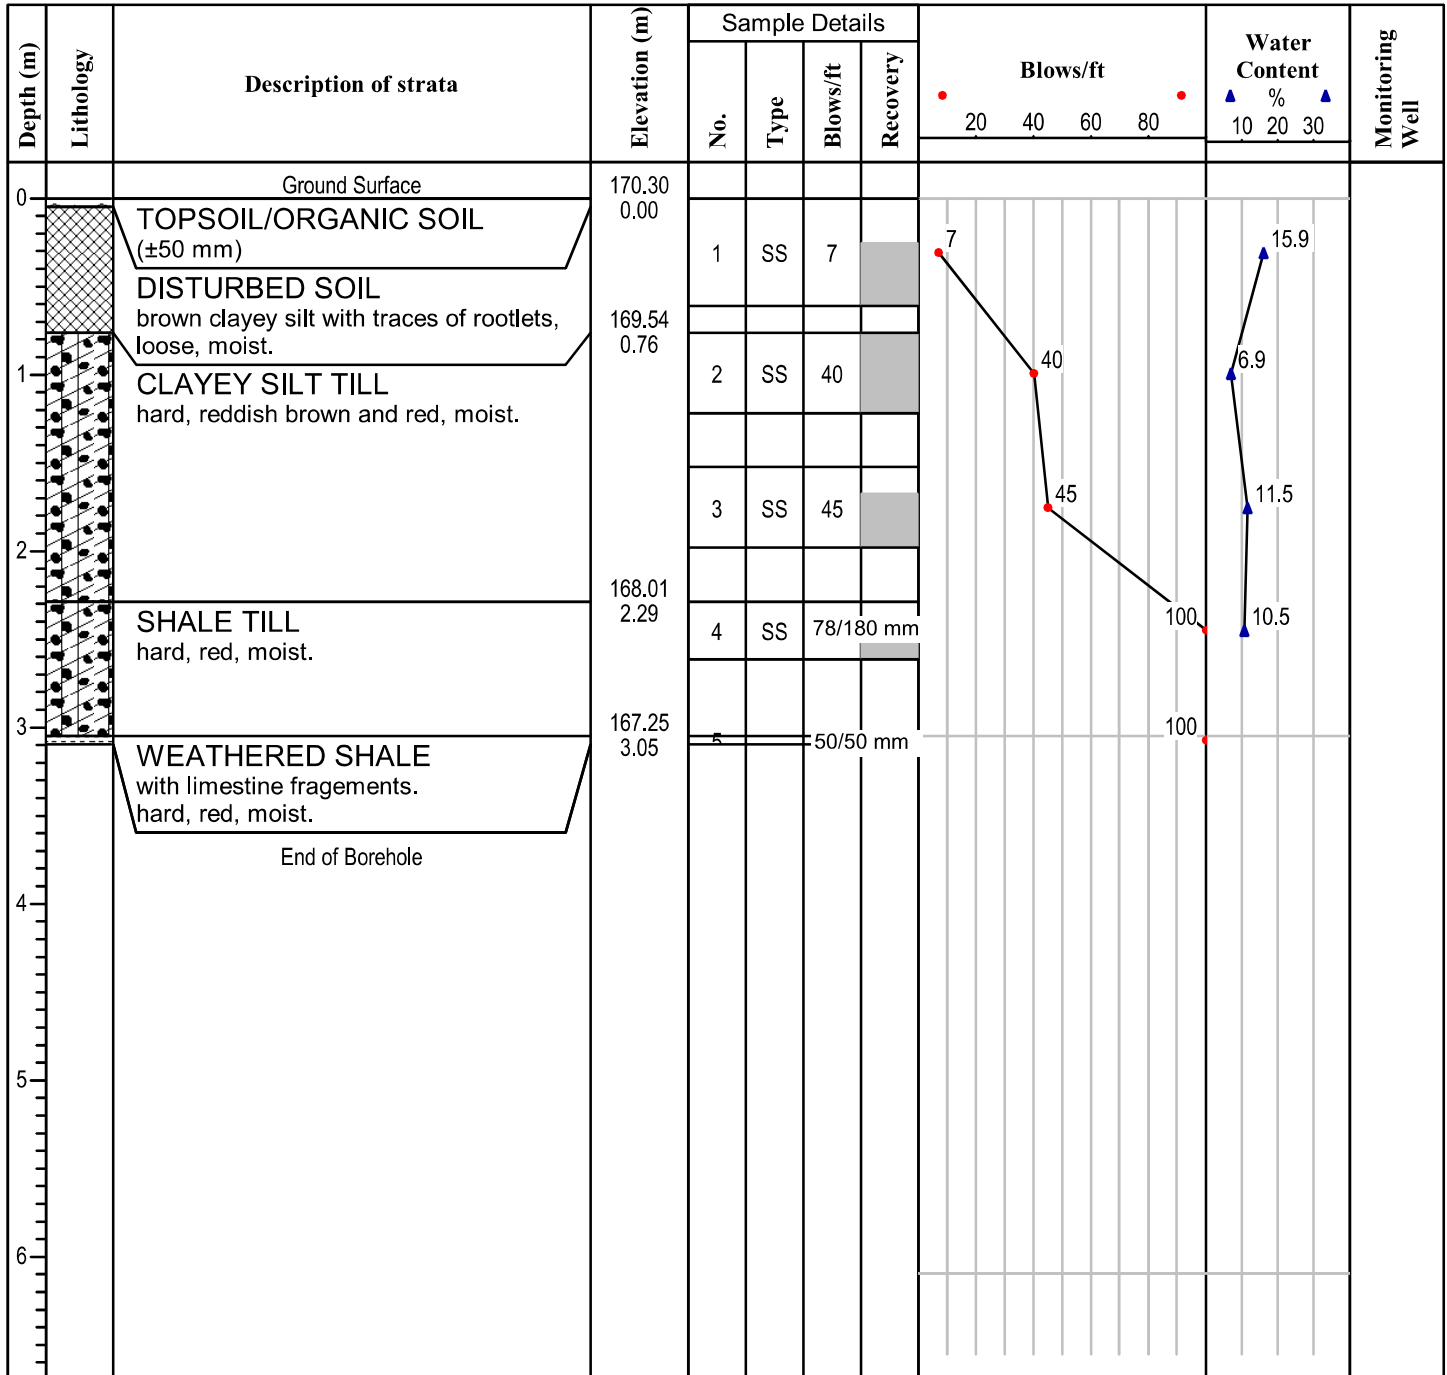 Depth (m)
Lithology
Description of strata
Elevation (m)
Sample Details
No.
Type
Blows/ft
Recovery
Blows/ft
20 40 60 80
Water
Content
%
10 20 30
Monitoring
Well
Ground Surface
170.30
0.00
0
TOPSOIL/ORGANIC SOIL
(±50 mm)
1 SS 7
7
15.9
DISTURBED SOIL
brown clayey silt with traces of rootlets,
loose, moist.
169.54
0.76
1
CLAYEY SILT TILL
hard, reddish brown and red, moist.
2 SS 40
40
6.9
3 SS 45
45
11.5
2
168.01
2.29
SHALE TILL
hard, red, moist.
4 SS 78/180 mm
100
10.5
3
167.25
3.05
WEATHERED SHALE
with limestine fragements.
hard, red, moist.
5 50/50 mm
100
End of Borehole
4
5
6